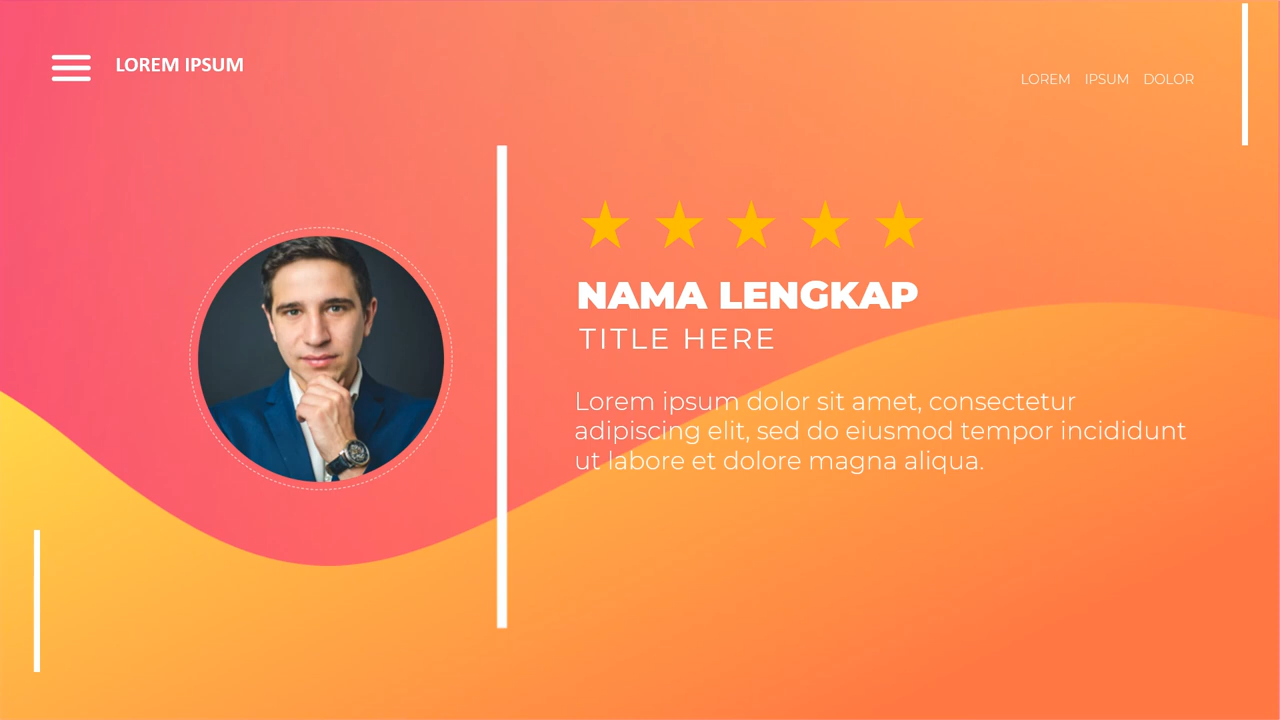 LOREM IPSUM
LOREM IPSUM DOLOR
NAMA LENGKAP
TITLE HERE
Lorem ipsum dolor sit amet, consectetur
adipiscing elit, sed do eiusmod tempor incididunt
ut labore et dolore magna aliqua.